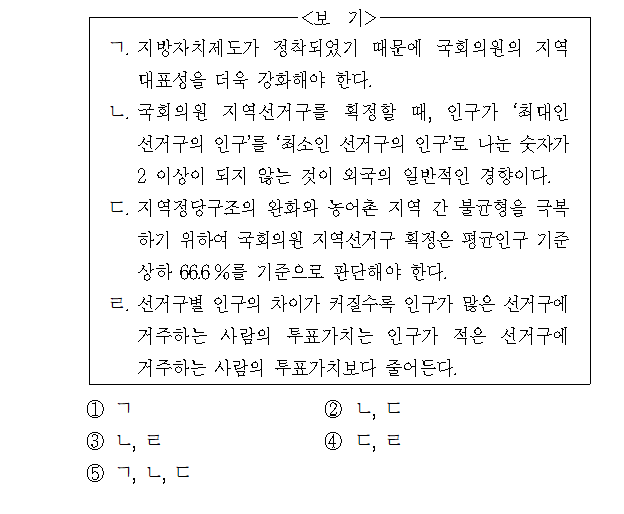 <보 기>
ㄱ. 지방자치제도가 정착되었기 때문에 국회의원의 지역
대표성을 더욱 강화해야 한다.
ㄴ. 국회의원 지역선거구를 획정할 때, 인구가 ‘최대인
선거구의 인구’를 ‘최소인 선거구의 인구’로 나눈 숫자가
2 이상이 되지 않는 것이 외국의 일반적인 경향이다.
ㄷ. 지역정당구조의 완화와 농어촌 지역 간 불균형을 극복
하기 위하여 국회의원 지역선거구 획정은 평균인구 기준
상하 66.6%를 기준으로 판단해야 한다.
ㄹ. 선거구별 인구의 차이가 커질수록 인구가 많은 선거구에
거주하는 사람의 투표가치는 인구가 적은 선거구에
거주하는 사람의 투표가치보다 줄어든다.
① ㄱ ② ㄴ, ㄷ
③ ㄴ, ㄹ ④ ㄷ, ㄹ
⑤ ㄱ, ㄴ, ㄷ